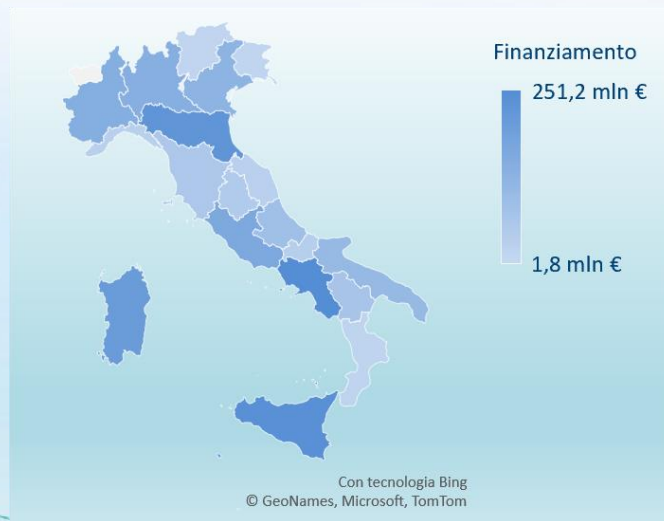 Finanziamento
251,2 mln €
1,8 mln €
Con tecnologia Bing
© GeoNames, Microsoft, TomTom